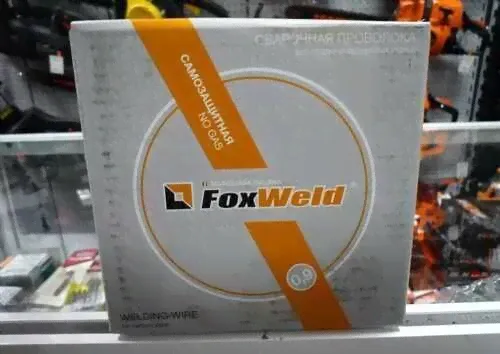 СВАРОЧНАЯ ПРОВОЛОКА
САМОЗАЩИТНАЯ
NO GAS
FoxWeld
0,9
WELDING WIRE